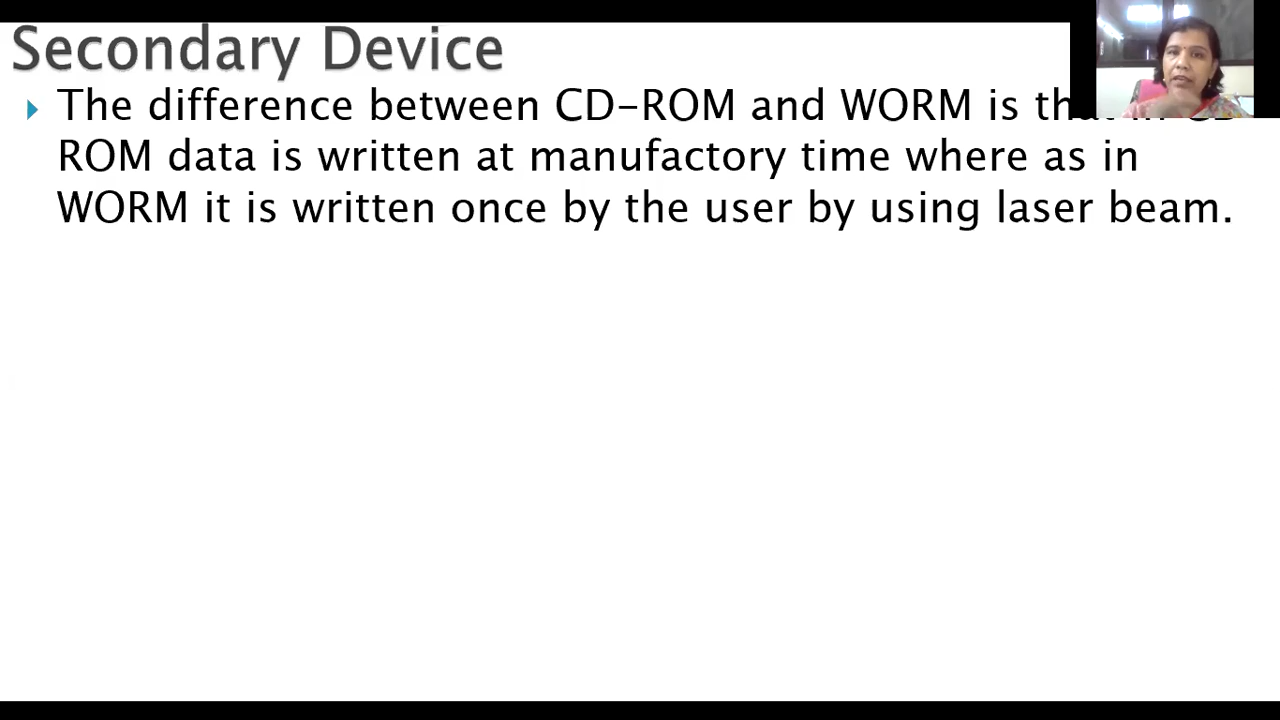 Secondary Device
The difference between CD-ROM and WORM is
ROM data is written at manufactory time where as in
WORM it is written once by the user by using laser beam.